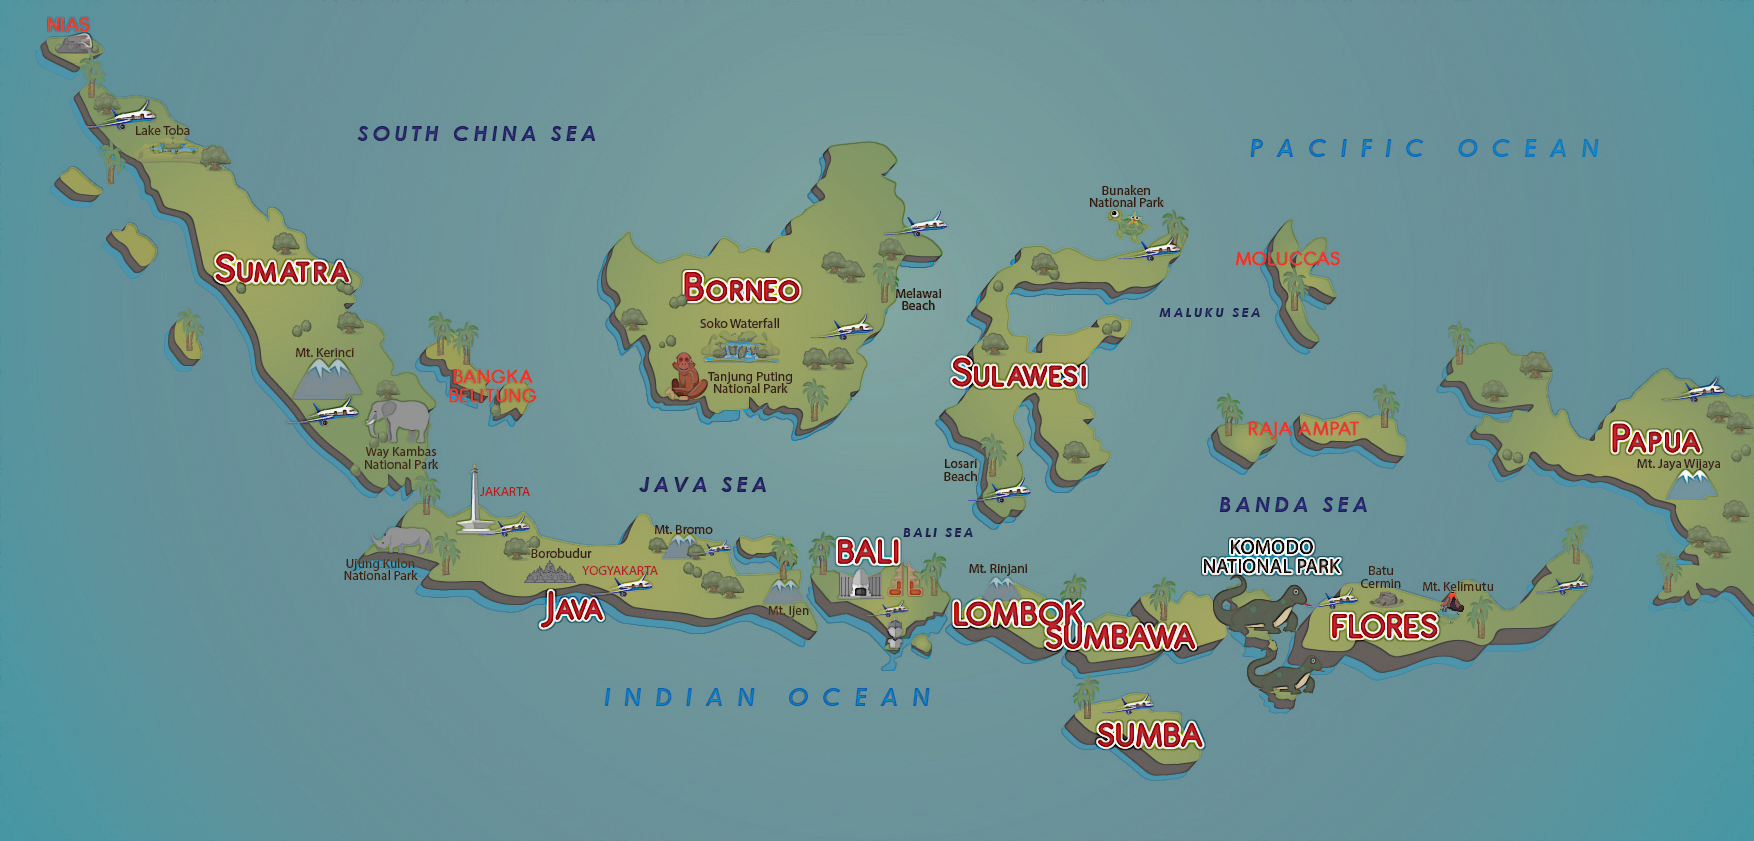 NIAS
SOUTH CHINA SEA
PACIFIC OCEAN
Lake Toba
Bunaken
National Park
SUMATRA
BORNEO
MOLUCCAS
Melawai
Beach
MALUKU SEA
Soko Waterfall
Mt. Kerinci
BANGKA
BELITUNG
Tanjung Puting
National Park
SULAWESI
RAJA AMPAT
PAPUA
Mt. Jaya Wijaya
Way Kambas
National Park
Losari
Beach
JAKARTA
JAVA SEA
BANDA SEA
Mt. Bromo
BALI SEA
Borobudur
BALI
KOMODO
NATIONAL PARK
Ujung Kulon
National Park
YOGYAKARTA
Mt. Rinjani
Batu
Cermin
Mt. Kelimutu
JAVA
Mt. Ijen
LOMBOK
SUMBAWA
FLORES
INDIAN OCEAN
SUMBA